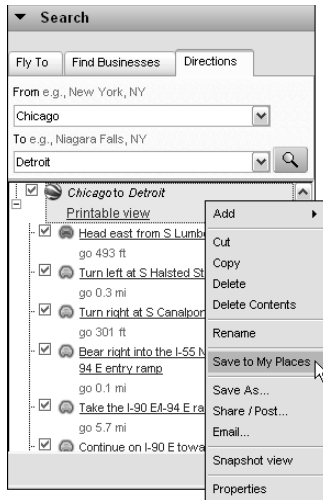 Search
Fly To Find Businesses Directions
From e.g., New York, NY
Chicago
To e.g., Niagara Falls, NY
Detroit
Chicago to Detroit
Printable view
Head east from S
go 493 ft
Turn left at S Halsted St
go 0.3 mi
Turn right at S
go 301 ft
Bear right into the I-55 N
94 E entry ramp
go 0.1 mi
Take the I-90 E/I-94 E
go 5.7 mi
Continue on I-90 E
Add
Cut
Copy
Delete
Delete Contents
Rename
Save to My Places
Save As...
Share / Post...
Email...
Snapshot view
Properties